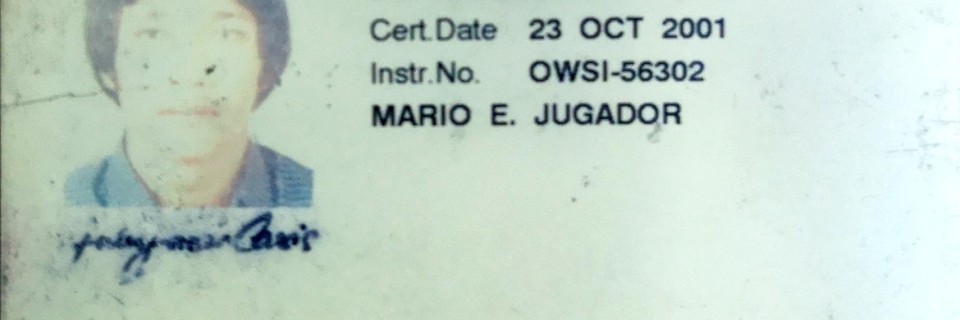 Cert.Date 23 OCT 2001
Instr.No. OWSI-56302
MARIO E. JUGADOR